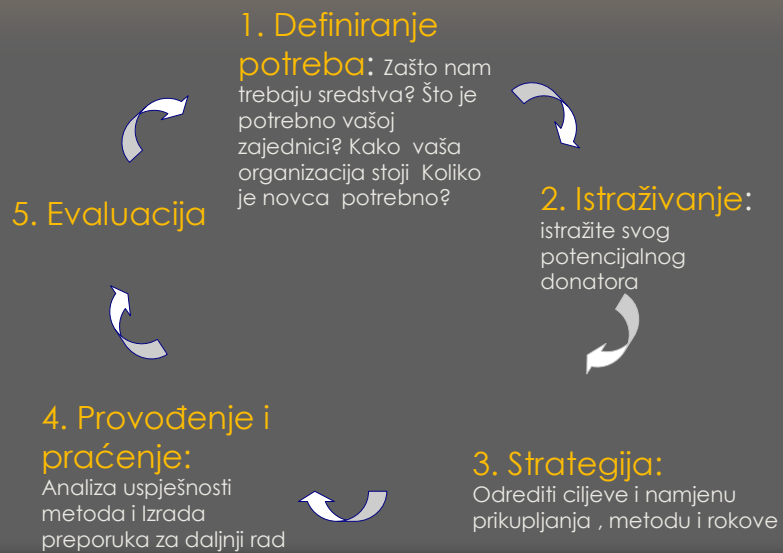 1. Definiranje
potreba: Zašto nam
trebaju sredstva? Što je
potrebno vašoj
zajednici? Kako  vaša
organizacija stoji  Koliko
je novca  potrebno?
2. Istraživanje:
istražite svog
potencijalnog
donatora
3. Strategija:
Odrediti ciljeve i namjenu
prikupljanja , metodu i rokove
4. Provođenje i
praćenje:
Analiza uspješnosti
metoda i Izrada
preporuka za daljnji rad
5. Evaluacija